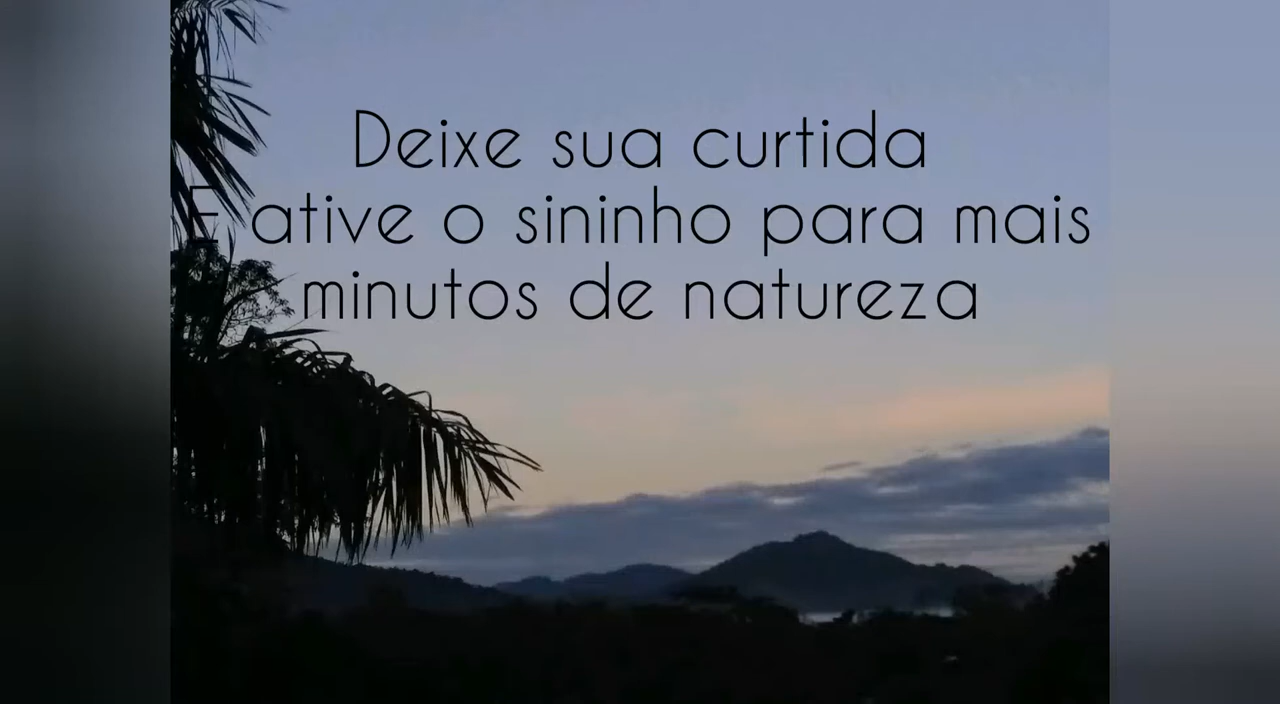 Deixe sua curtida
E ative o sininho para mais
minutos de natureza